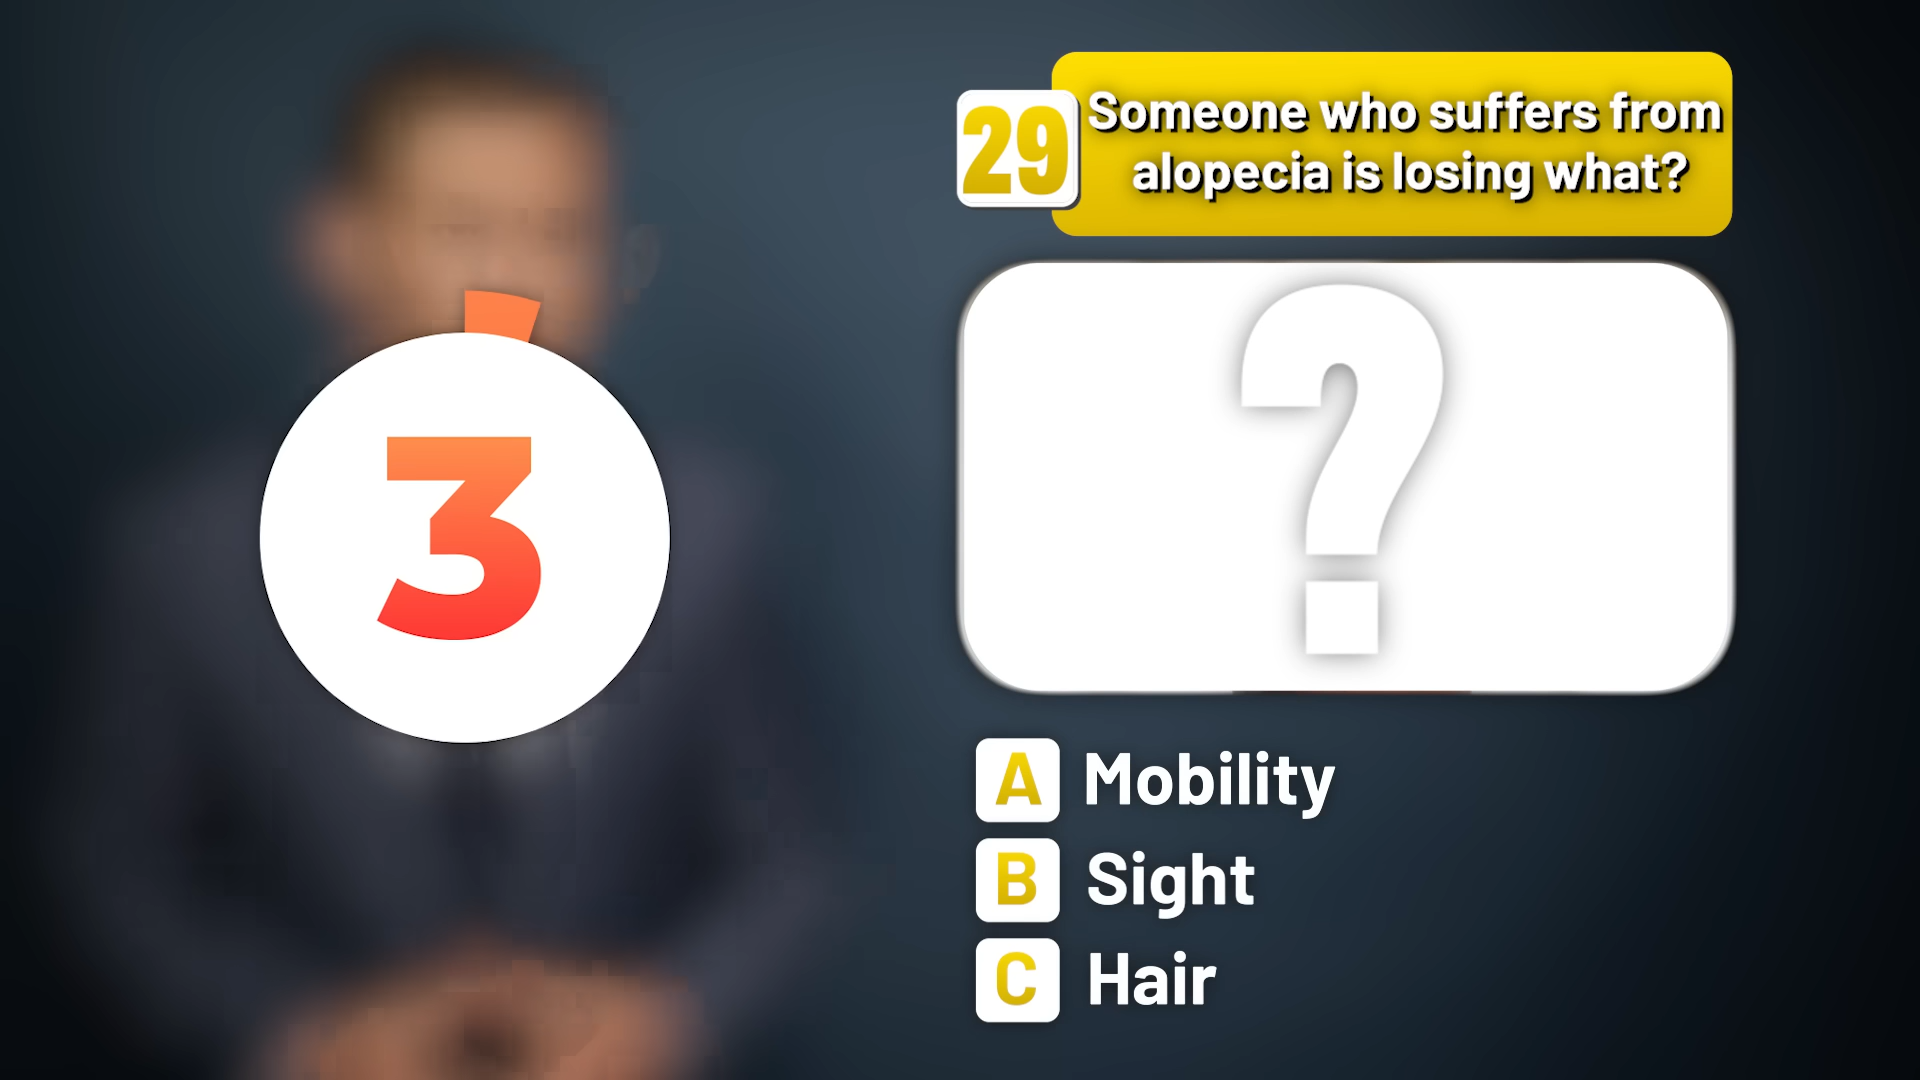 29
Someone who suffers from
alopecia is losing what?
3
?
A Mobility
B Sight
C Hair